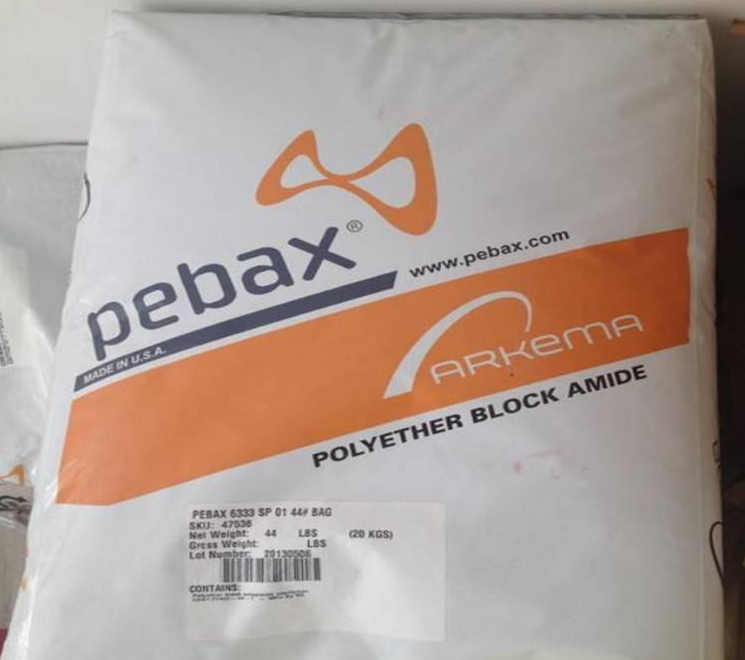 pebax®
www.pebax.com
MADE IN U.S.A.
ARKEMA
POLYETHER BLOCK AMIDE
PEBAX 6333 SP 01 44# BAG
SKU: 47536
Net Weight: 44 LBS (20 KGS)
Gross Weight: LBS
Lot Number: 29130506
CONTAINS: